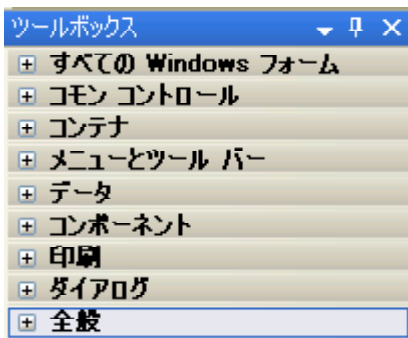 ツールボックス
すべての Windows フォーム
コモン コントロール
コンテナ
メニューとツール バー
データ
コンポーネント
印刷
ダイアログ
全般